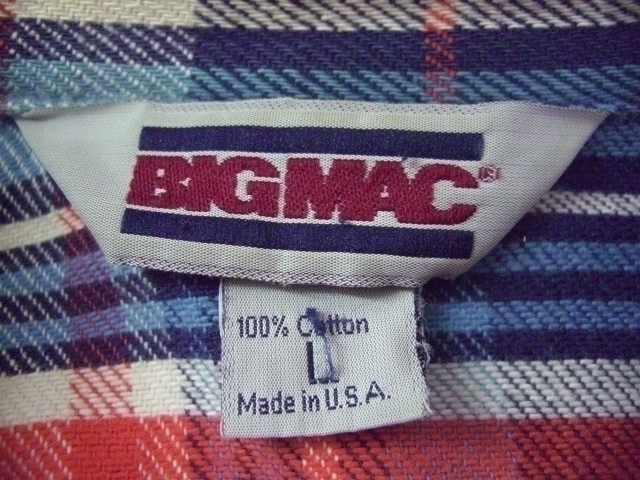 BIG MAC ®
100% Cotton
L
Made in U.S.A.